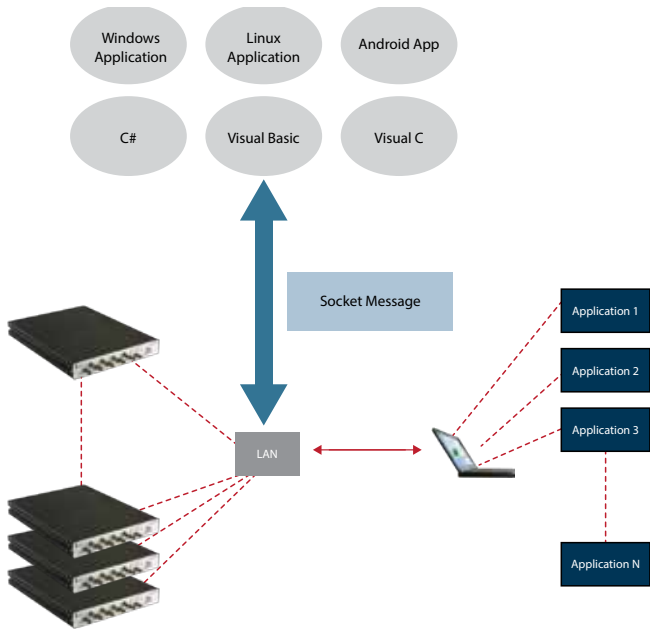 Windows
Application
Linux
Application
Android App
C#
Visual Basic
Visual C
Socket Message
Application 1
Application 2
Application 3
LAN
Application N